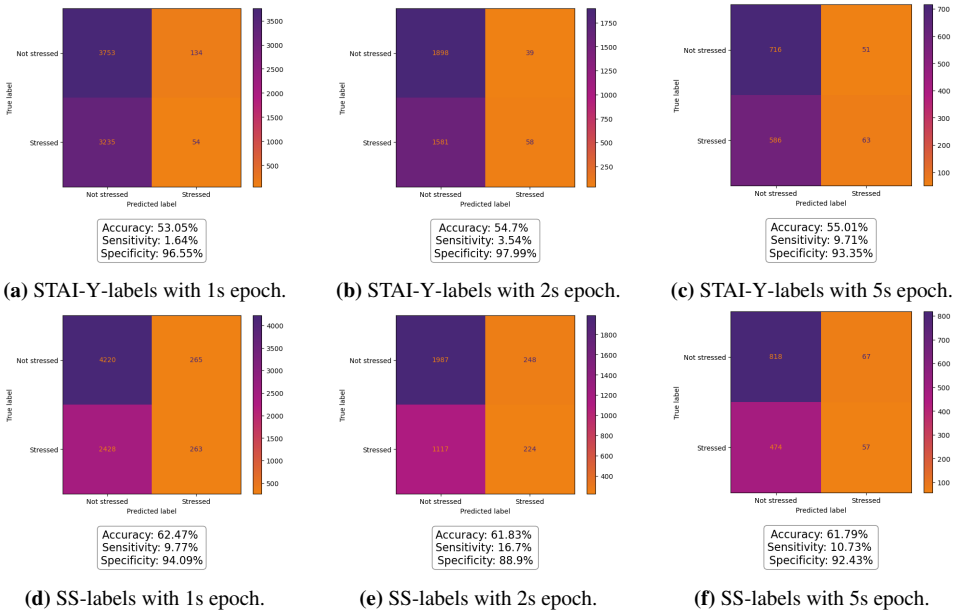 True label
Not stressed
3753
134
Stressed
3235
54
Not stressed
Stressed
Predicted label
3500
3000
2500
2000
1500
1000
500
Accuracy: 53.05%
Sensitivity: 1.64%
Specificity: 96.55%
(a) STAI-Y-labels with 1s epoch.
True label
Not stressed
1898
39
Stressed
1581
58
Not stressed
Stressed
Predicted label
1750
1500
1250
1000
750
500
250
Accuracy: 54.7%
Sensitivity: 3.54%
Specificity: 97.99%
(b) STAI-Y-labels with 2s epoch.
True label
Not stressed
716
51
Stressed
586
63
Not stressed
Stressed
Predicted label
700
600
500
400
300
200
100
Accuracy: 55.01%
Sensitivity: 9.71%
Specificity: 93.35%
(c) STAI-Y-labels with 5s epoch.
True label
Not stressed
4220
265
Stressed
2428
263
Not stressed
Stressed
Predicted label
4000
3500
3000
2500
2000
1500
1000
500
Accuracy: 62.47%
Sensitivity: 9.77%
Specificity: 94.09%
(d) SS-labels with 1s epoch.
True label
Not stressed
1987
248
Stressed
1117
224
Not stressed
Stressed
Predicted label
1800
1600
1400
1200
1000
800
600
400
Accuracy: 61.83%
Sensitivity: 16.7%
Specificity: 88.9%
(e) SS-labels with 2s epoch.
True label
Not stressed
818
67
Stressed
474
57
Not stressed
Stressed
Predicted label
800
700
600
500
400
300
200
100
Accuracy: 61.79%
Sensitivity: 10.73%
Specificity: 92.43%
(f) SS-labels with 5s epoch.